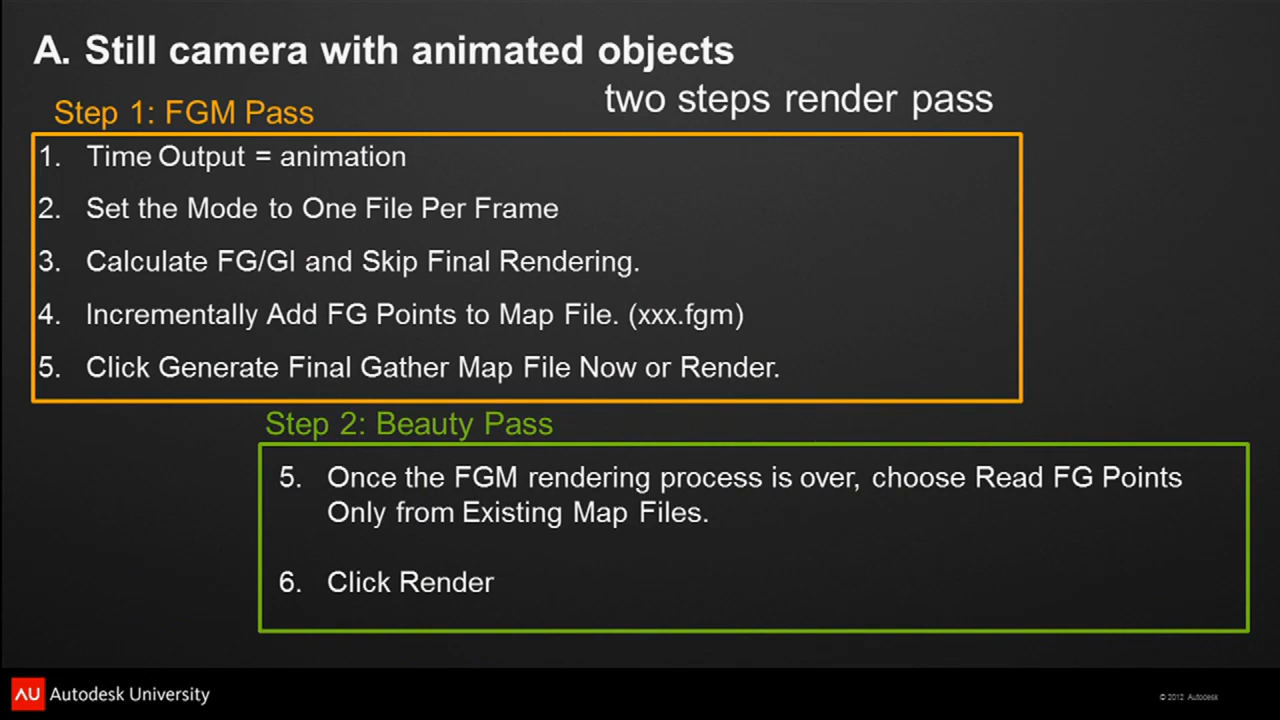 A. Still camera with animated objects
two steps render pass
Step 1: FGM Pass
1. Time Output = animation
2. Set the Mode to One File Per Frame
3. Calculate FG/GI and Skip Final Rendering.
4. Incrementally Add FG Points to Map File. (xxx.fgm)
5. Click Generate Final Gather Map File Now or Render.
Step 2: Beauty Pass
5. Once the FGM rendering process is over, choose Read FG Points
Only from Existing Map Files.
6. Click Render
AU Autodesk University
© 2012 Autodesk